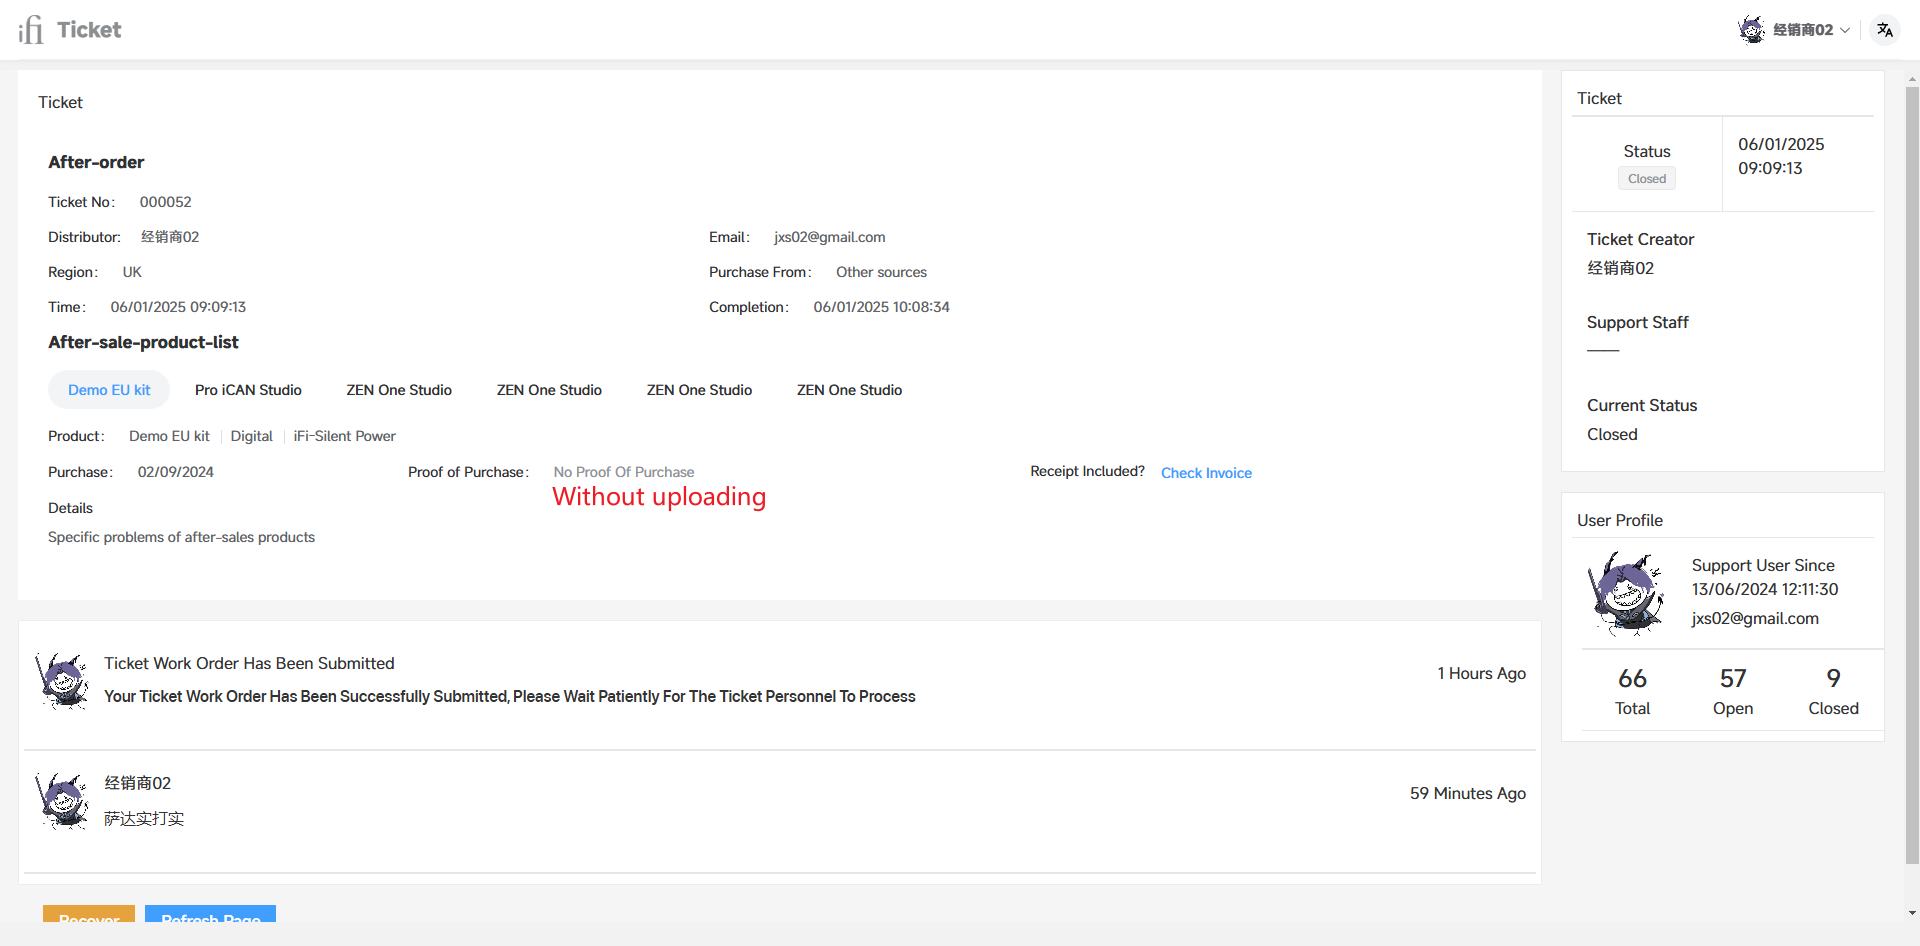 ifi Ticket
经销商02
Ticket
After-order
Ticket No: 000052
Distributor: 经销商02
Email: jxs02@gmail.com
Region: UK
Purchase From: Other sources
Time: 06/01/2025 09:09:13
Completion: 06/01/2025 10:08:34
After-sale-product-list
Demo EU kit Pro iCAN Studio ZEN One Studio ZEN One Studio ZEN One Studio ZEN One Studio
Product: Demo EU kit Digital iFi-Silent Power
Purchase: 02/09/2024
Proof of Purchase: No Proof Of Purchase
Receipt Included? Check Invoice
Without uploading
Details
Specific problems of after-sales products
Ticket Work Order Has Been Submitted
1 Hours Ago
Your Ticket Work Order Has Been Successfully Submitted, Please Wait Patiently For The Ticket Personnel To Process
经销商02
59 Minutes Ago
萨达实打实
Recover Refresh Page
Ticket
Status
Closed
06/01/2025
09:09:13
Ticket Creator
经销商02
Support Staff
——
Current Status
Closed
User Profile
Support User Since
13/06/2024 12:11:30
jxs02@gmail.com
66 57 9
Total Open Closed